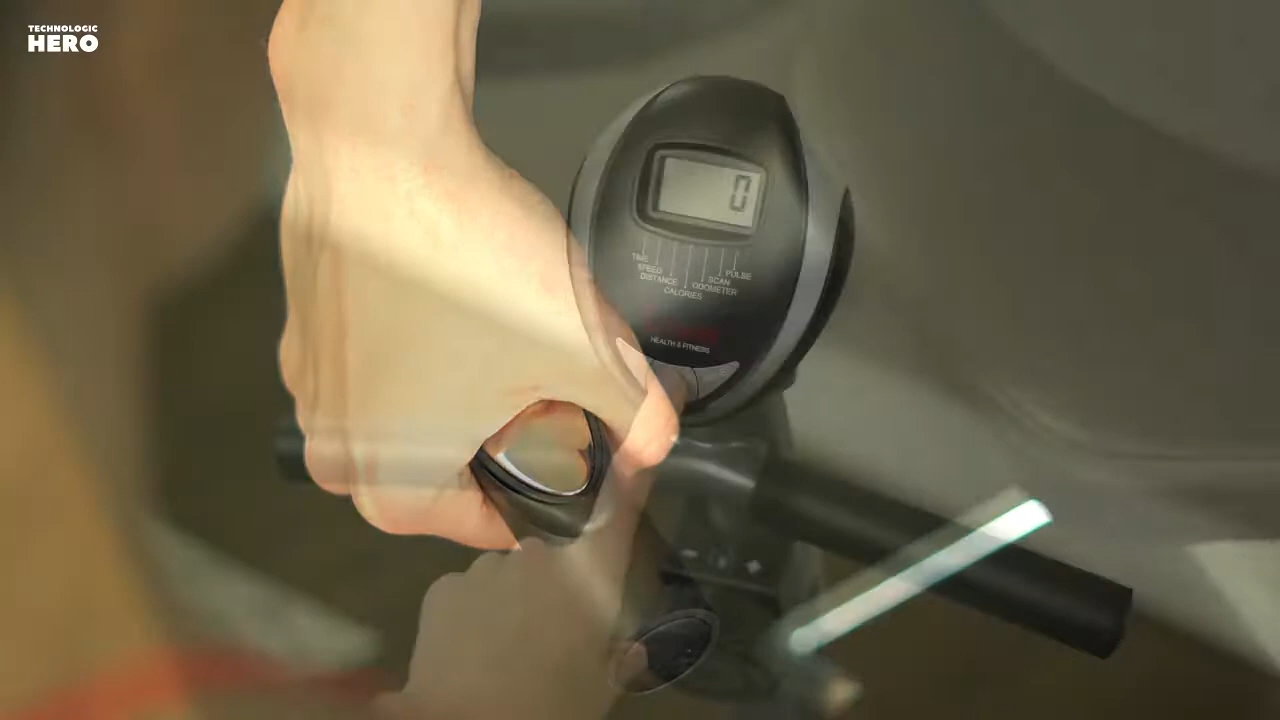 TECHNOLOGIC
HERO
0
TIME
SPEED
DISTANCE
CALORIES
ODOMETER
SCAN
PULSE
HEALTH & FITNESS